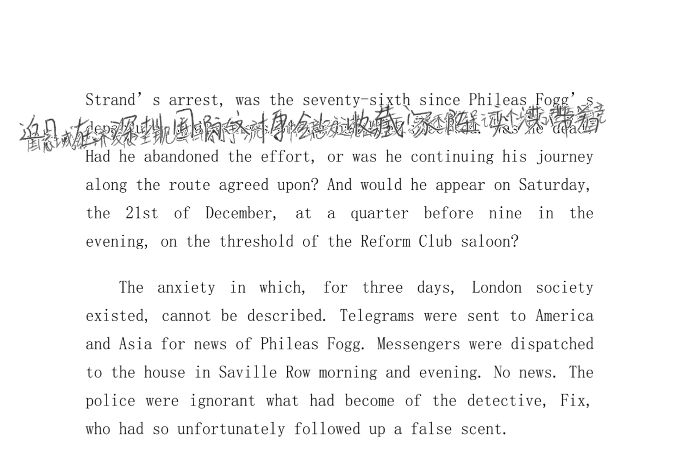 Strand's arrest, was the seventy-sixth since Phileas Fogg's
Had he abandoned the effort, or was he continuing his journey
along the route agreed upon? And would he appear on Saturday,
the 21st of December, at a quarter before nine in the
evening, on the threshold of the Reform Club saloon?
The anxiety in which, for three days, London society
existed, cannot be described. Telegrams were sent to America
and Asia for news of Phileas Fogg. Messengers were dispatched
to the house in Saville Row morning and evening. No news. The
police were ignorant what had become of the detective, Fix,
who had so unfortunately followed up a false scent.